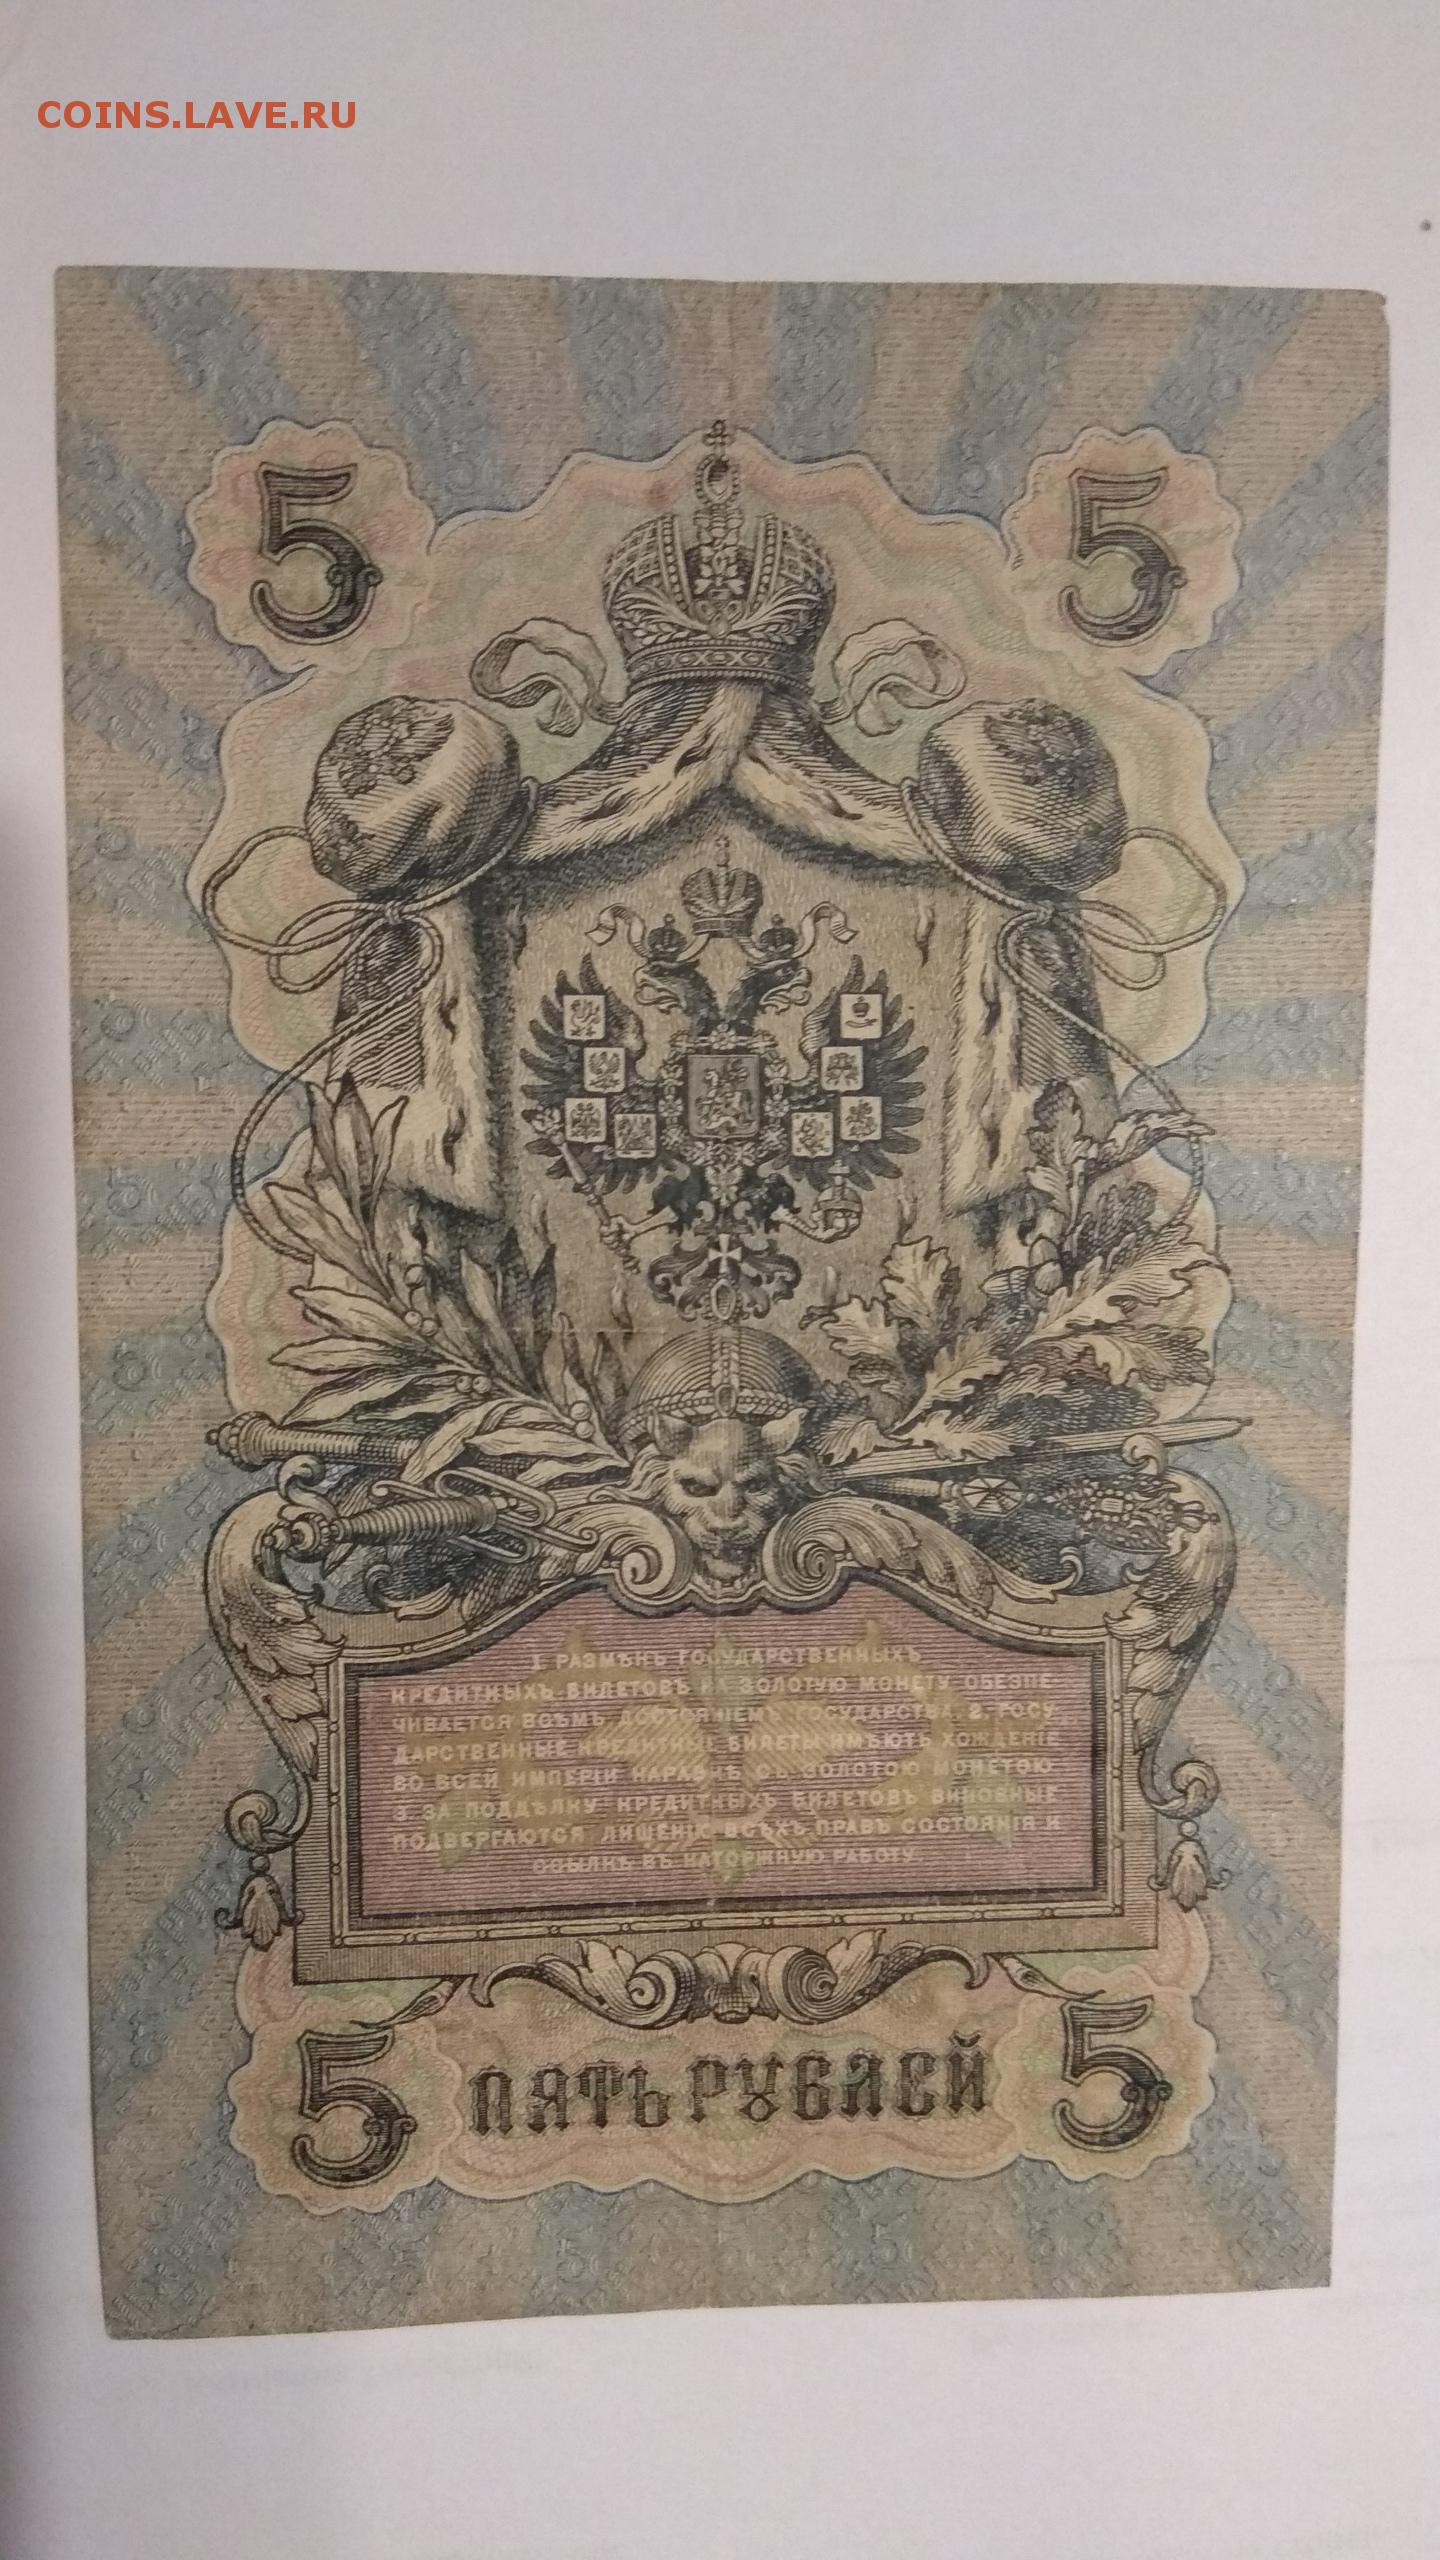 COINS.LAVE.RU
5 5
1. РАЗМѢНЪ ГОСУДАРСТВЕННЫХЪ
КРЕДИТНЫХЪ БИЛЕТОВЪ НА ЗОЛОТУЮ МОНЕТУ ОБЕЗПЕ-
ЧИВАЕТСЯ ВСѢМЪ ДОСТОЯНІЕМЪ ГОСУДАРСТВА. 2. ГОСУ
ДАРСТВЕННЫЕ КРЕДИТНЫЕ БИЛЕТЫ ИМѢЮТЪ ХОЖДЕНІЕ
ВО ВСЕЙ ИМПЕРІИ НАРАВНѢ СЪ ЗОЛОТОЮ МОНЕТОЮ.
3. ЗА ПОДДѢЛКУ КРЕДИТНЫХЪ БИЛЕТОВЪ ВИНОВНЫЕ
ПОДВЕРГАЮТСЯ ЛИШЕНІЮ ВСѢХЪ ПРАВЪ СОСТОЯНІЯ И
ССЫЛКѢ ВЪ КАТОРЖНУЮ РАБОТУ.
5 ПЯТЬ РУБЛЕЙ 5